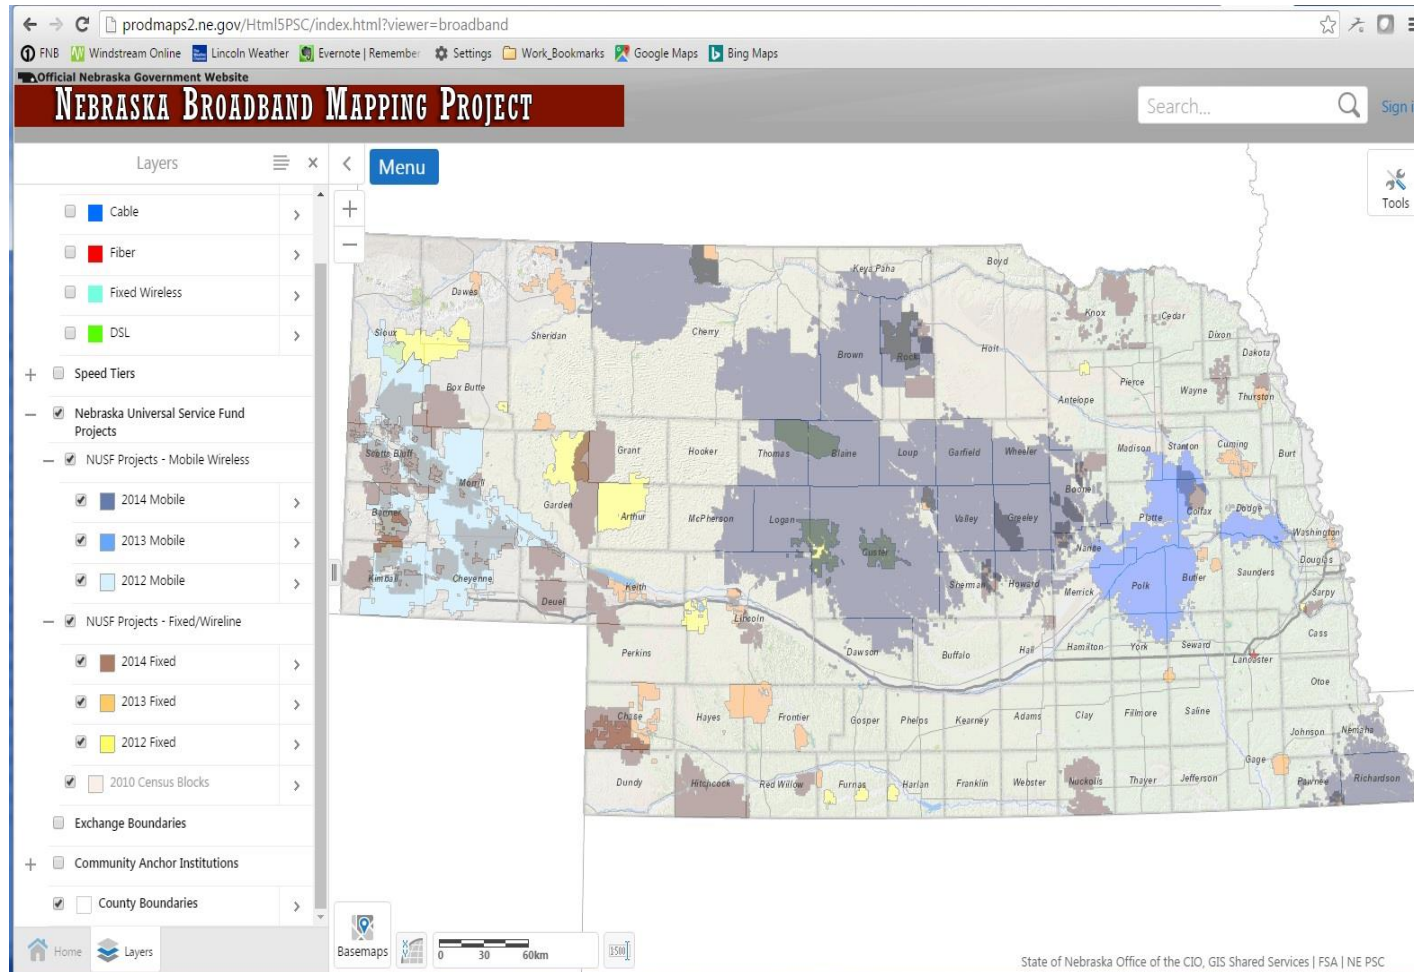 prodmaps2.ne.gov/Html5PSC/index.html?viewer=broadband
FNB Windstream Online Lincoln Weather Evernote | Remember Settings Work_Bookmarks Google Maps Bing Maps
Official Nebraska Government Website
NEBRASKA BROADBAND MAPPING PROJECT
Search...
Sign i
Layers
Menu
Tools
Cable
Fiber
Fixed Wireless
DSL
Speed Tiers
Nebraska Universal Service Fund
Projects
NUSF Projects - Mobile Wireless
2014 Mobile
2013 Mobile
2012 Mobile
NUSF Projects - Fixed/Wireline
2014 Fixed
2013 Fixed
2012 Fixed
2010 Census Blocks
Exchange Boundaries
Community Anchor Institutions
County Boundaries
Home
Layers
Boyd
Keya Paha
Dawes
Knox
Cedar
Sioux
Sheridan
Cherry
Dixon
Holt
Brown
Rock
Dakota
Box Butte
Pierce
Wayne
Thurston
Antelope
Scotts Bluff
Grant
Hooker
Thomas
Blaine
Loup
Garfield
Wheeler
Madison
Stanton
Cuming
Burt
Morrill
Garden
Arthur
McPherson
Logan
Valley
Greeley
Boone
Platte
Colfax
Dodge
Banner
Washington
Custer
Nance
Douglas
Kimball
Cheyenne
Keith
Sherman
Howard
Merrick
Polk
Butler
Saunders
Sarpy
Deuel
Lincoln
Cass
Perkins
Dawson
Buffalo
Hall
Hamilton
York
Seward
Lancaster
Otoe
Chase
Hayes
Frontier
Gosper
Phelps
Kearney
Adams
Clay
Fillmore
Saline
Johnson
Nemaha
Gage
Dundy
Hitchcock
Red Willow
Furnas
Harlan
Franklin
Webster
Nuckolls
Thayer
Jefferson
Pawnee
Richardson
Basemaps
X
Y
0 30 60km
1:500
State of Nebraska Office of the CIO, GIS Shared Services | FSA | NE PSC